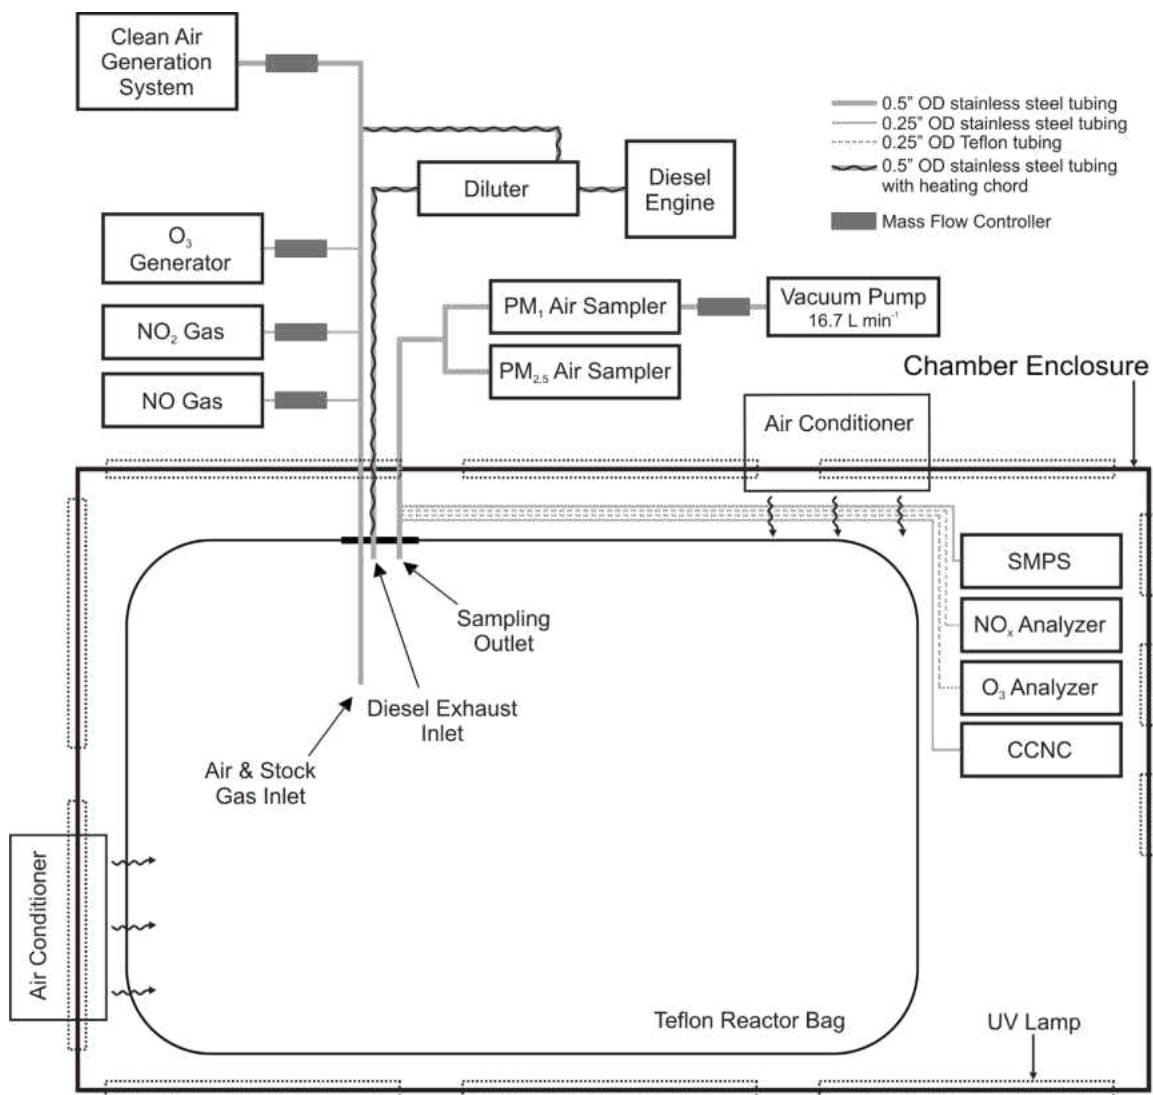 Clean Air
Generation
System
0.5” OD stainless steel tubing
0.25” OD stainless steel tubing
0.25” OD Teflon tubing
0.5” OD stainless steel tubing
with heating chord
Mass Flow Controller
Diluter
Diesel
Engine
O₃
Generator
NO₂ Gas
NO Gas
PM₁ Air Sampler
Vacuum Pump
16.7 L min⁻¹
PM₂.₅ Air Sampler
Chamber Enclosure
Air Conditioner
SMPS
NOₓ Analyzer
O₃ Analyzer
CCNC
Sampling
Outlet
Diesel Exhaust
Inlet
Air & Stock
Gas Inlet
Air Conditioner
Teflon Reactor Bag
UV Lamp